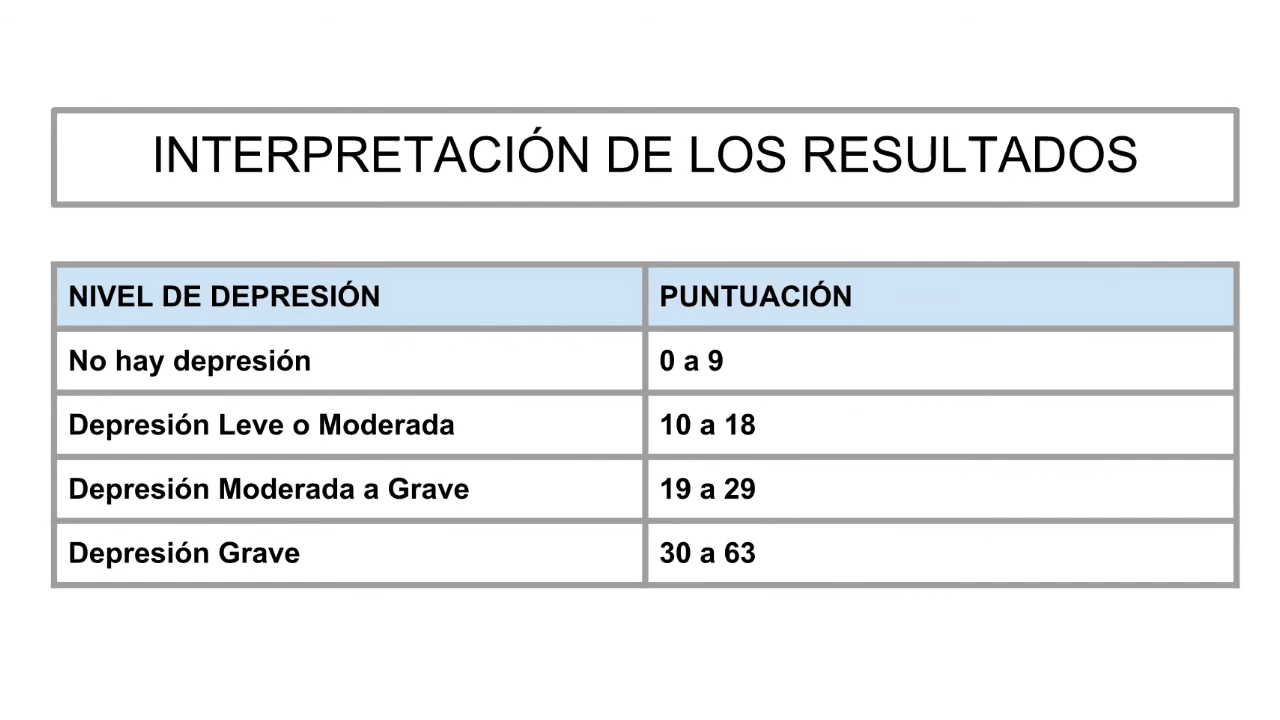 INTERPRETACIÓN DE LOS RESULTADOS
NIVEL DE DEPRESIÓN PUNTUACIÓN
No hay depresión 0 a 9
Depresión Leve o Moderada 10 a 18
Depresión Moderada a Grave 19 a 29
Depresión Grave 30 a 63